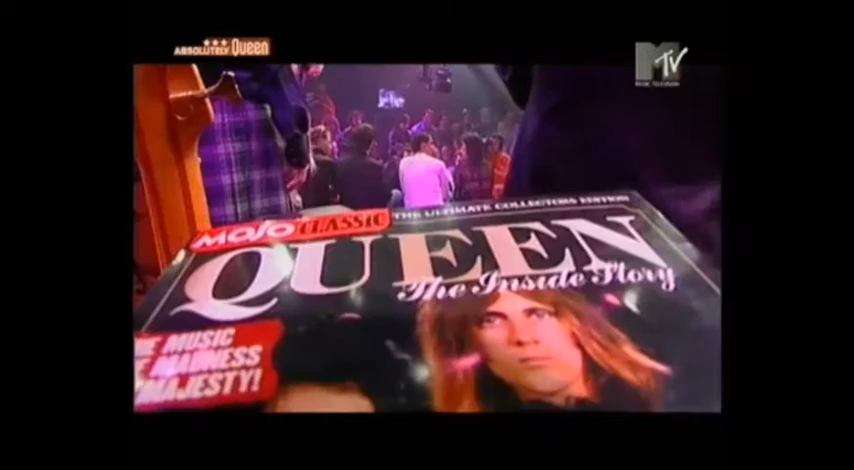 ABSOLUTELY Queen
MTV
MUSIC TELEVISION
MOJO CLASSIC THE ULTIMATE COLLECTORS EDITION
QUEEN
The Inside Story
E MUSIC
E MADNESS
MAJESTY!